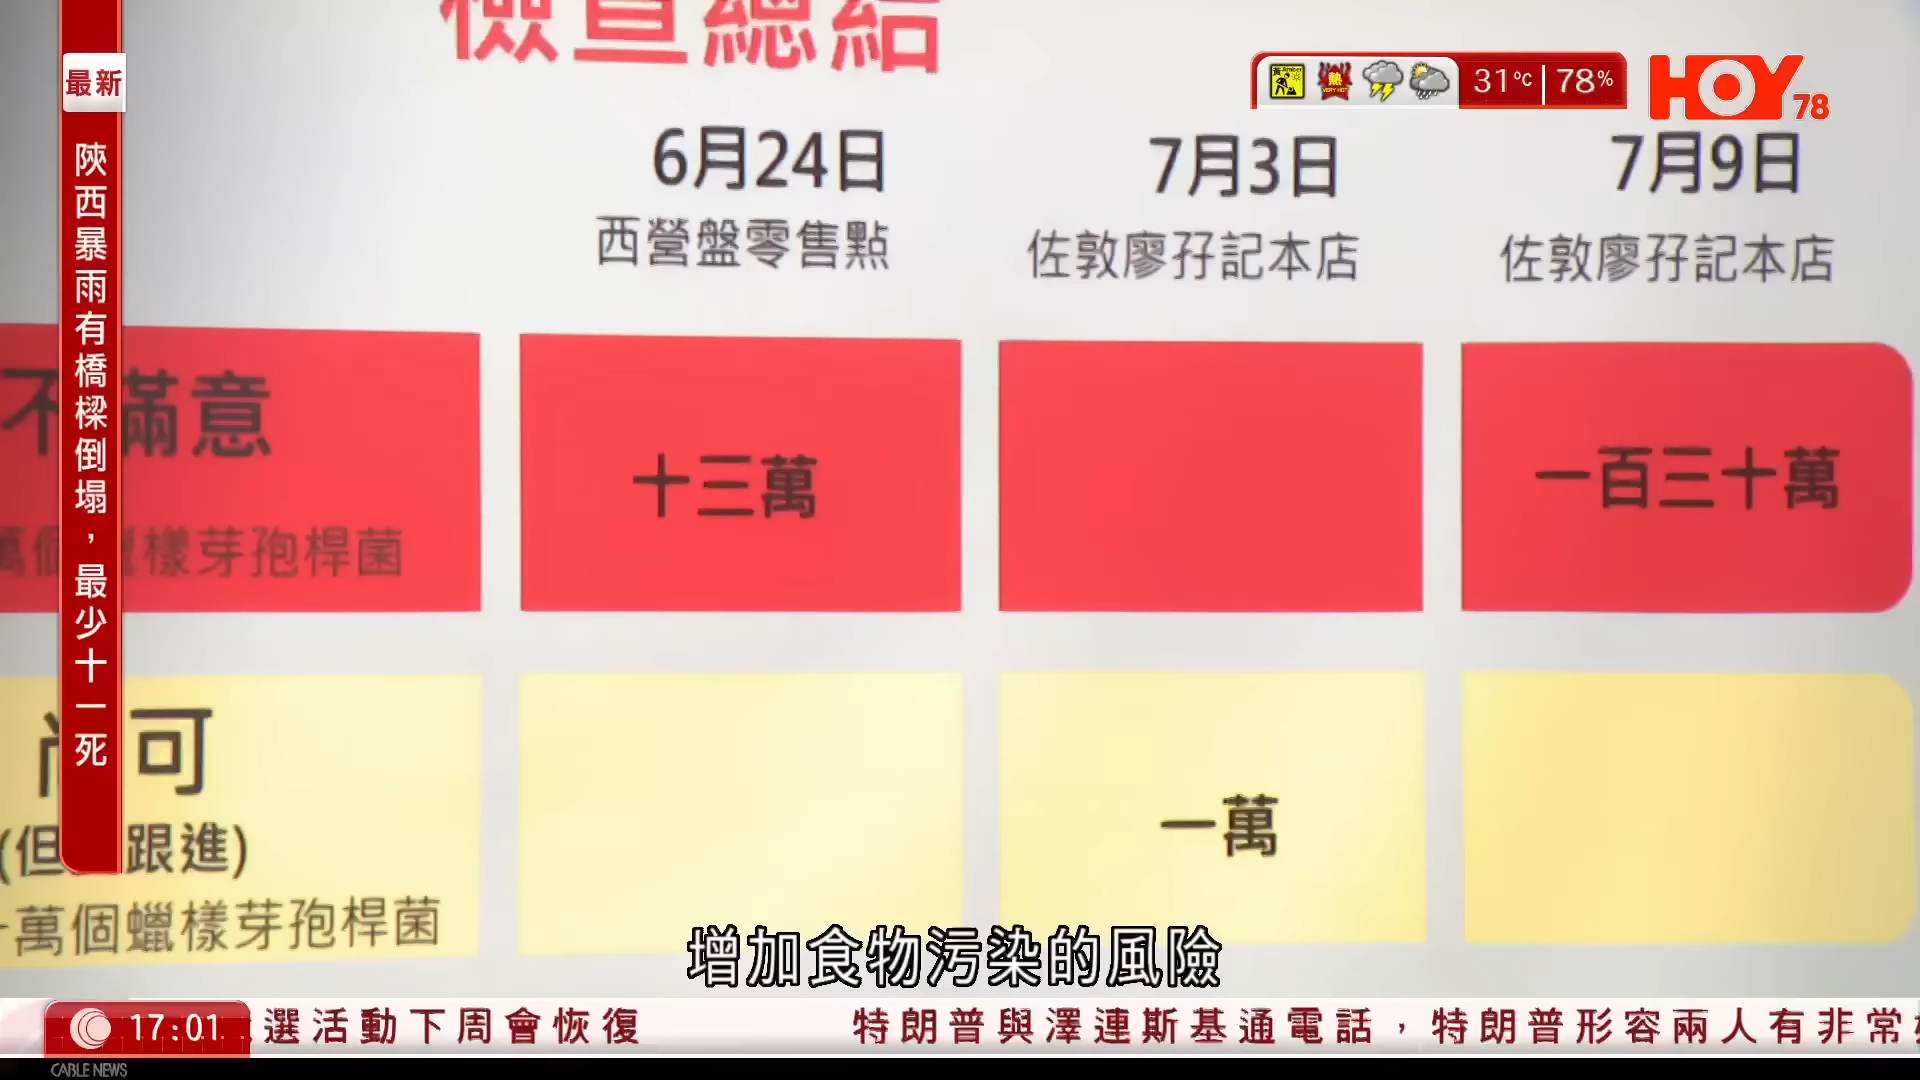 檢查總結
最新
陝西暴雨有橋樑倒塌，最少十一死
31°C 78%
HOY 78
6月24日 7月3日 7月9日
西營盤零售點 佐敦廖孖記本店 佐敦廖孖記本店
不滿意
十三萬 一百三十萬
樣芽孢桿菌
可
一萬
跟進)
萬個蠟樣芽孢桿菌
增加食物污染的風險
17:01 選活動下周會恢復 特朗普與澤連斯基通電話，特朗普形容兩人有非常
CABLE NEWS